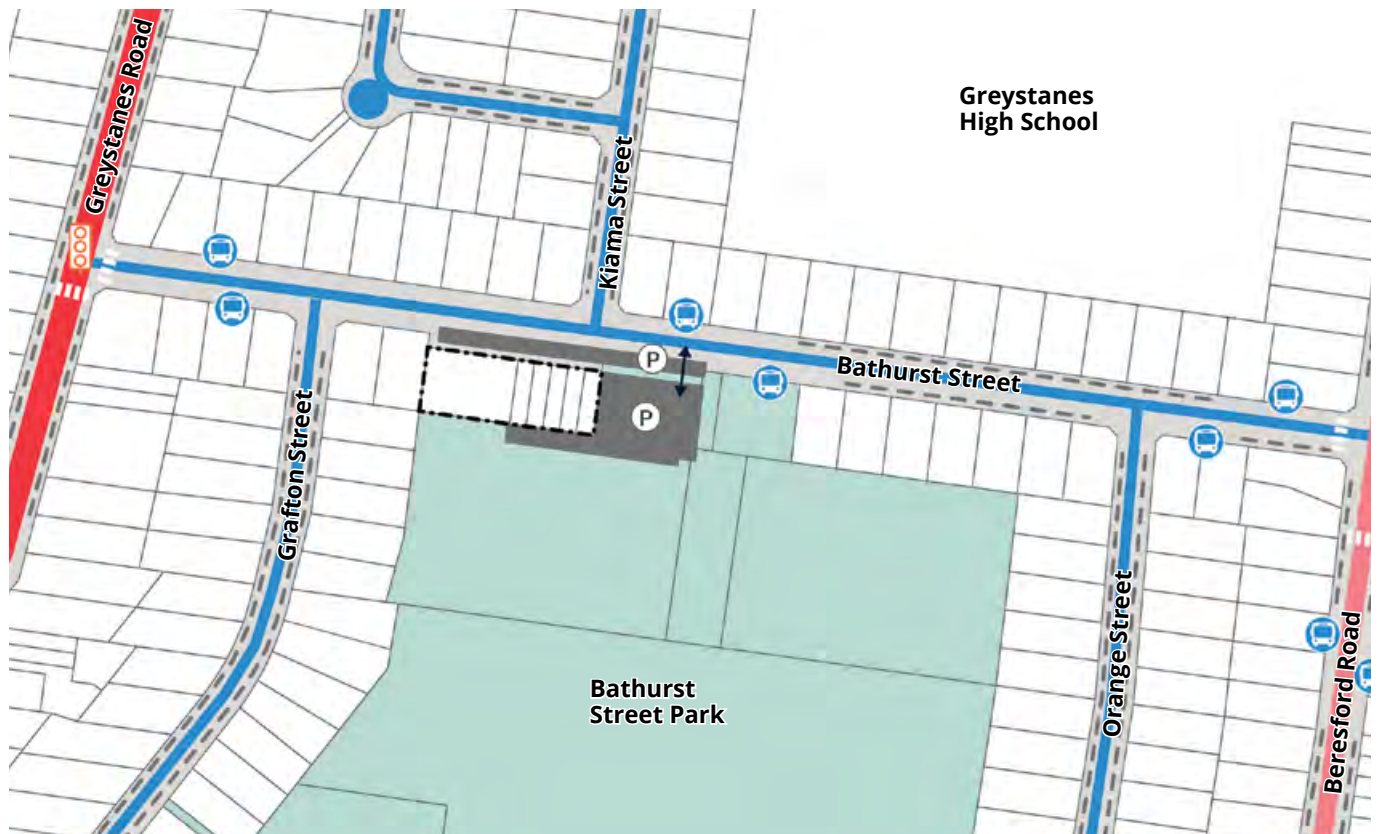 Greystanes Road
Greystanes
High School
Kiama Street
P
Bathurst Street
P
Grafton Street
Orange Street
Beresford Road
Bathurst
Street Park